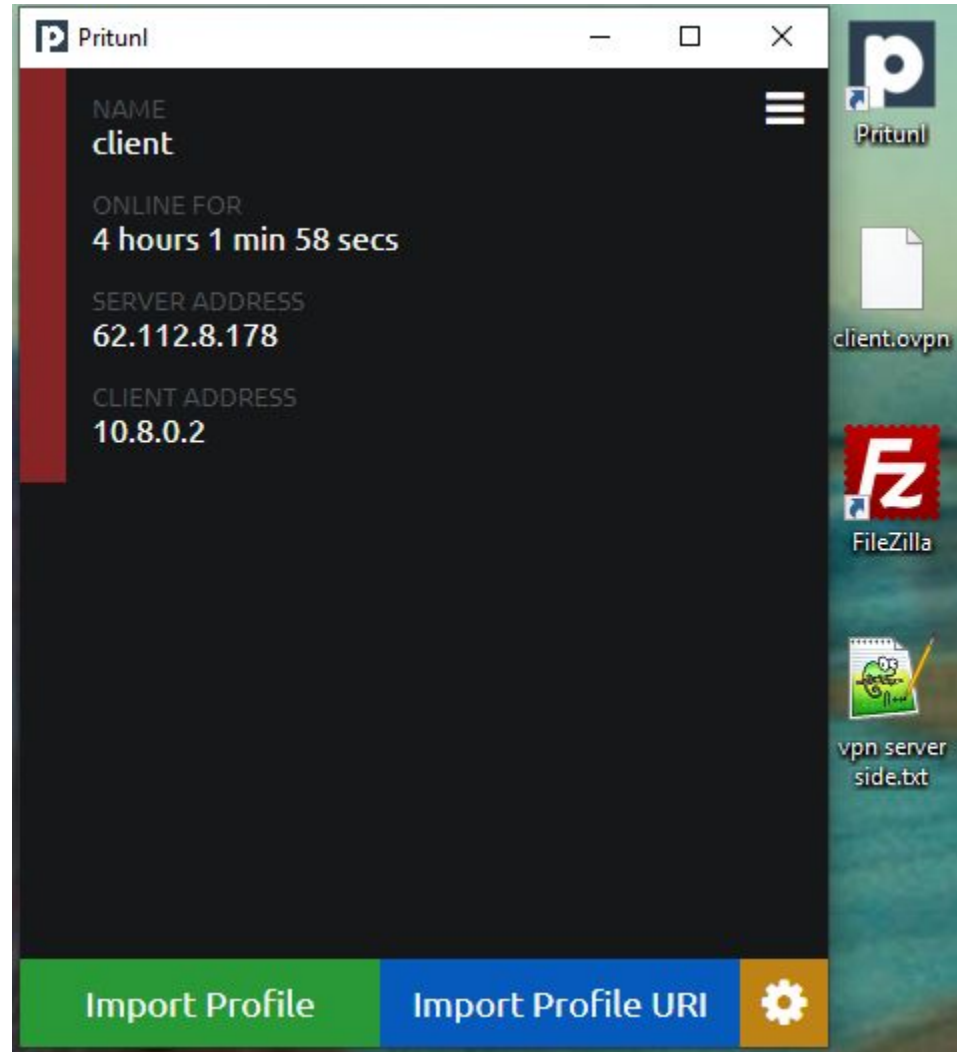 Pritunl
NAME
client
ONLINE FOR
4 hours 1 min 58 secs
SERVER ADDRESS
62.112.8.178
CLIENT ADDRESS
10.8.0.2
Import Profile
Import Profile URI
Pritunl
client.ovpn
FileZilla
vpn server
side.txt